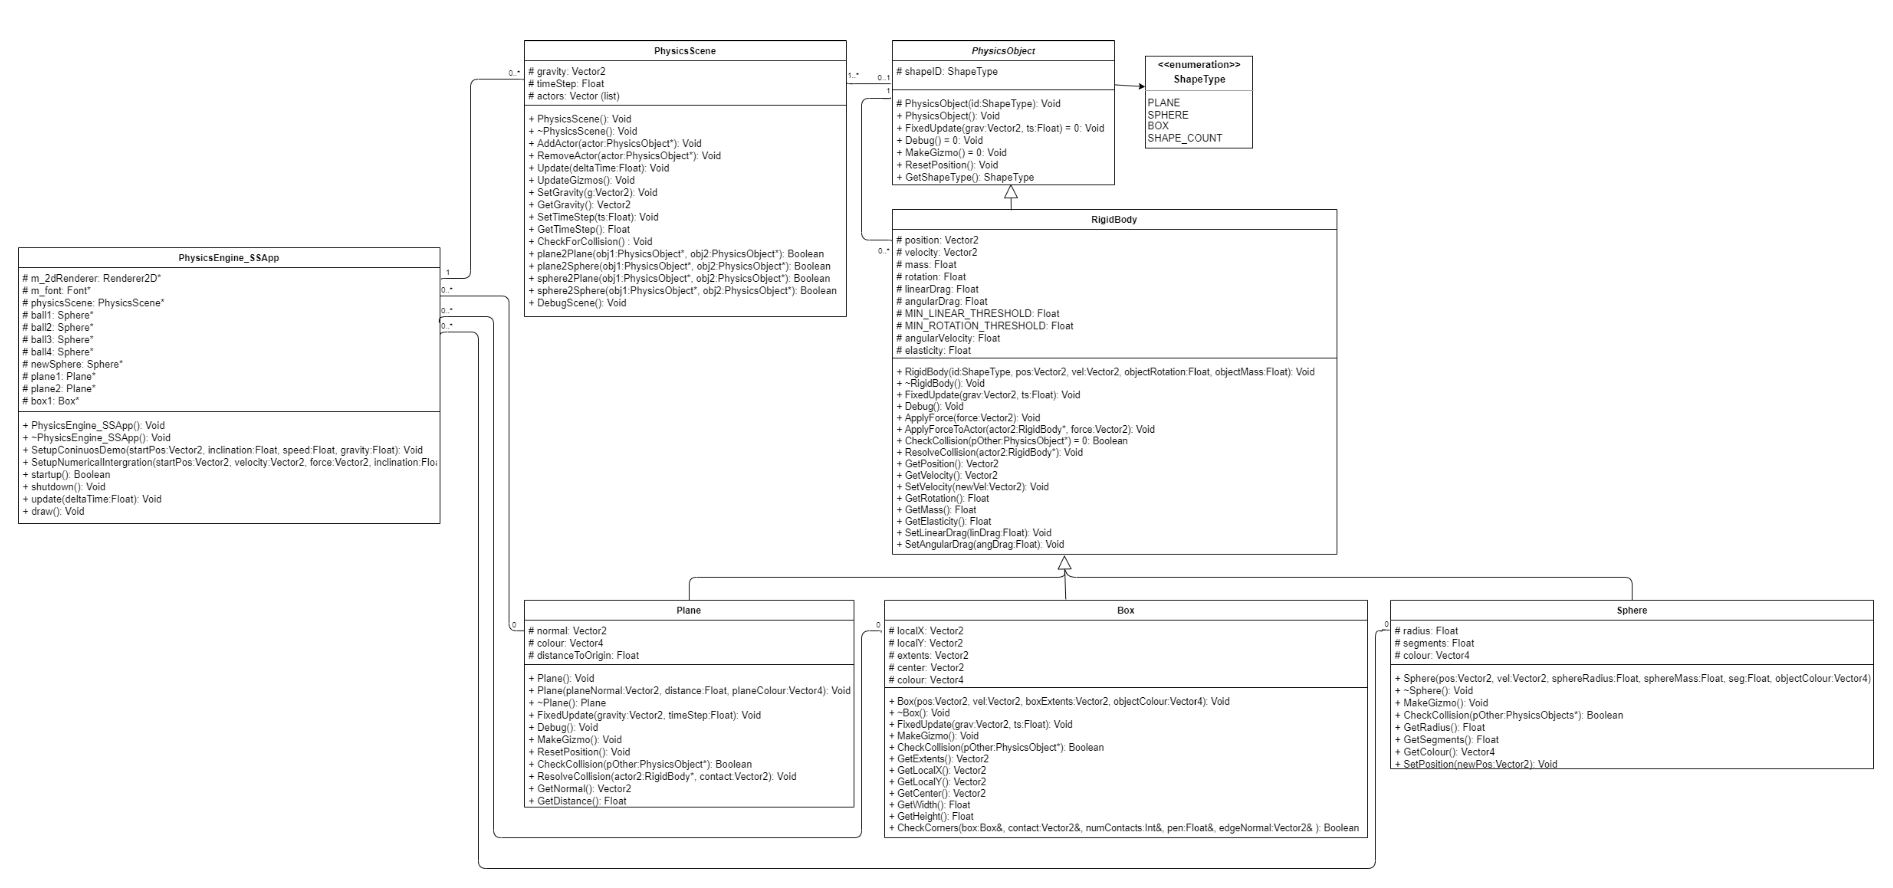 PhysicsScene
# gravity: Vector2
# timeStep: Float
# actors: Vector (list)
+ PhysicsScene(): Void
+ ~PhysicsScene(): Void
+ AddActor(actor:PhysicsObject*): Void
+ RemoveActor(actor:PhysicsObject*): Void
+ Update(deltaTime:Float): Void
+ UpdateGizmos(): Void
+ SetGravity(g:Vector2): Void
+ GetGravity(): Vector2
+ SetTimeStep(ts:Float): Void
+ GetTimeStep(): Float
+ CheckForCollision() : Void
+ plane2Plane(obj1:PhysicsObject*, obj2:PhysicsObject*): Boolean
+ plane2Sphere(obj1:PhysicsObject*, obj2:PhysicsObject*): Boolean
+ sphere2Plane(obj1:PhysicsObject*, obj2:PhysicsObject*): Boolean
+ sphere2Sphere(obj1:PhysicsObject*, obj2:PhysicsObject*): Boolean
+ DebugScene(): Void
0..*
1..*
0..1
1
PhysicsObject
# shapeID: ShapeType
# PhysicsObject(id:ShapeType): Void
+ PhysicsObject(): Void
+ FixedUpdate(grav:Vector2, ts:Float) = 0: Void
+ Debug() = 0: Void
+ MakeGizmo() = 0: Void
+ ResetPosition(): Void
+ GetShapeType(): ShapeType
<<enumeration>>
ShapeType
PLANE
SPHERE
BOX
SHAPE_COUNT
RigidBody
0..*
# position: Vector2
# velocity: Vector2
# mass: Float
# rotation: Float
# linearDrag: Float
# angularDrag: Float
# MIN_LINEAR_THRESHOLD: Float
# MIN_ROTATION_THRESHOLD: Float
# angularVelocity: Float
# elasticity: Float
+ RigidBody(id:ShapeType, pos:Vector2, vel:Vector2, objectRotation:Float, objectMass:Float): Void
+ ~RigidBody(): Void
+ FixedUpdate(grav:Vector2, ts:Float): Void
+ Debug(): Void
+ ApplyForce(force:Vector2): Void
+ ApplyForceToActor(actor2:RigidBody*, force:Vector2): Void
+ CheckCollision(pOther:PhysicsObject*) = 0: Boolean
+ ResolveCollision(actor2:RigidBody*): Void
+ GetPosition(): Vector2
+ GetVelocity(): Vector2
+ SetVelocity(newVel:Vector2): Void
+ GetRotation(): Float
+ GetMass(): Float
+ GetElasticity(): Float
+ SetLinearDrag(linDrag:Float): Void
+ SetAngularDrag(angDrag:Float): Void
PhysicsEngine_SSApp
# m_2dRenderer: Renderer2D*
# m_font: Font*
# physicsScene: PhysicsScene*
# ball1: Sphere*
# ball2: Sphere*
# ball3: Sphere*
# ball4: Sphere*
# newSphere: Sphere*
# plane1: Plane*
# plane2: Plane*
# box1: Box*
+ PhysicsEngine_SSApp(): Void
+ ~PhysicsEngine_SSApp(): Void
+ SetupConinuosDemo(startPos:Vector2, inclination:Float, speed:Float, gravity:Float): Void
+ SetupNumericalIntergration(startPos:Vector2, velocity:Vector2, force:Vector2, inclination:Floa
+ startup(): Boolean
+ shutdown(): Void
+ update(deltaTime:Float): Void
+ draw(): Void
1
0..*
0..*
0..*
Plane
0
# normal: Vector2
# colour: Vector4
# distanceToOrigin: Float
+ Plane(): Void
+ Plane(planeNormal:Vector2, distance:Float, planeColour:Vector4): Void
+ ~Plane(): Plane
+ FixedUpdate(gravity:Vector2, timeStep:Float): Void
+ Debug(): Void
+ MakeGizmo(): Void
+ ResetPosition(): Void
+ CheckCollision(pOther:PhysicsObject*): Boolean
+ ResolveCollision(actor2:RigidBody*, contact:Vector2): Void
+ GetNormal(): Vector2
+ GetDistance(): Float
Box
0
# localX: Vector2
# localY: Vector2
# extents: Vector2
# center: Vector2
# colour: Vector4
+ Box(pos:Vector2, vel:Vector2, boxExtents:Vector2, objectColour:Vector4): Void
+ ~Box(): Void
+ FixedUpdate(grav:Vector2, ts:Float): Void
+ MakeGizmo(): Void
+ CheckCollision(pOther:PhysicsObject*): Boolean
+ GetExtents(): Vector2
+ GetLocalX(): Vector2
+ GetLocalY(): Vector2
+ GetCenter(): Vector2
+ GetWidth(): Float
+ GetHeight(): Float
+ CheckCorners(box:Box&, contact:Vector2&, numContacts:Int&, pen:Float&, edgeNormal:Vector2& ): Boolean
Sphere
0
# radius: Float
# segments: Float
# colour: Vector4
+ Sphere(pos:Vector2, vel:Vector2, sphereRadius:Float, sphereMass:Float, seg:Float, objectColour:Vector4)
+ ~Sphere(): Void
+ MakeGizmo(): Void
+ CheckCollision(pOther:PhysicsObjects*): Boolean
+ GetRadius(): Float
+ GetSegments(): Float
+ GetColour(): Vector4
+ SetPosition(newPos:Vector2): Void